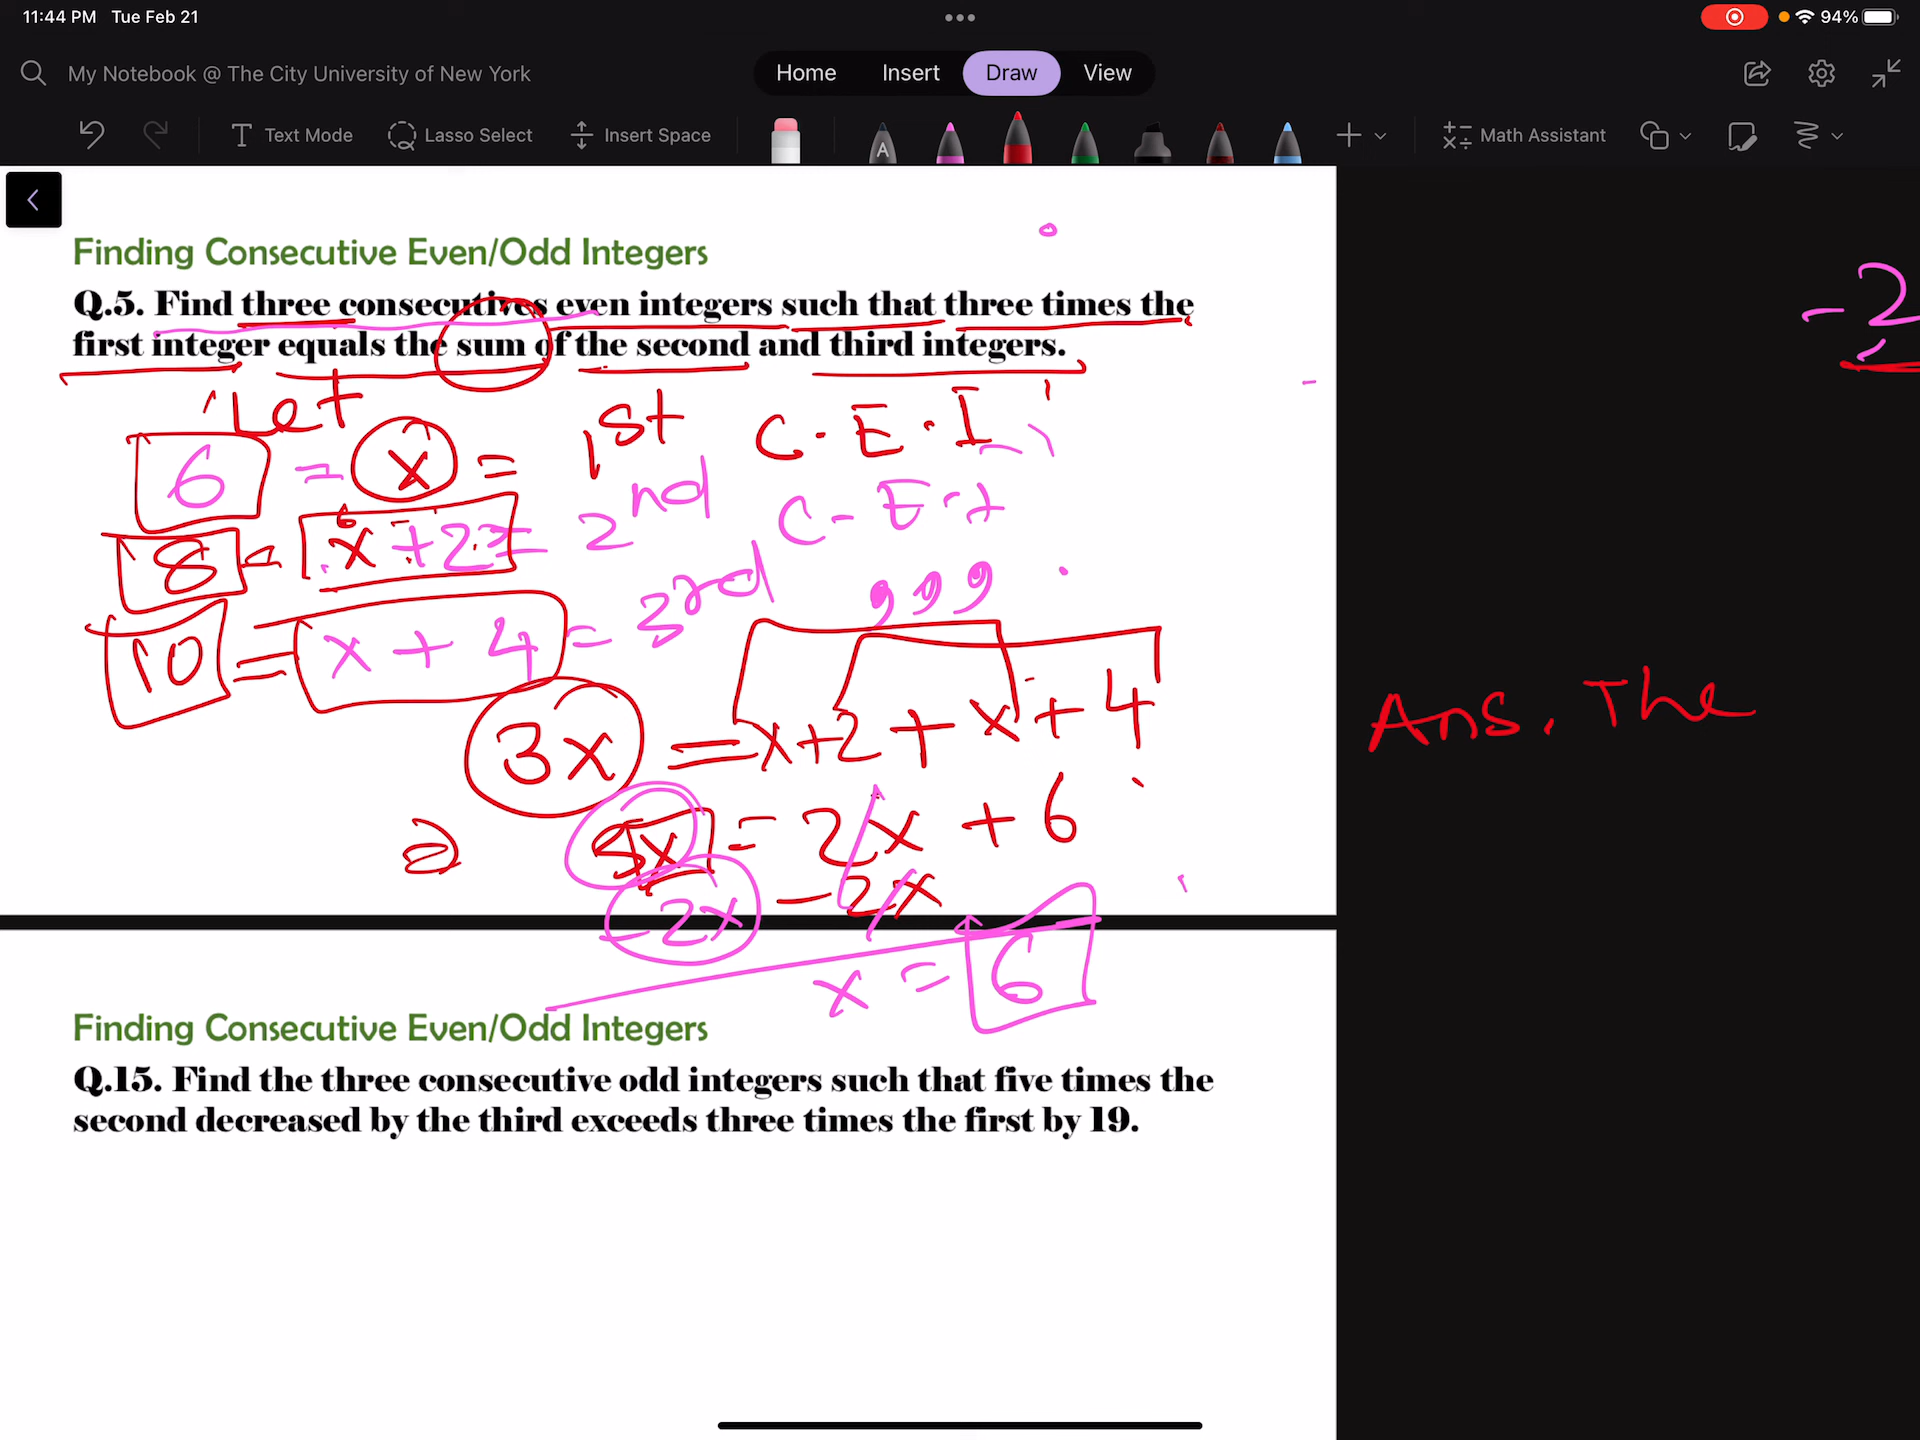 11:44 PM Tue Feb 21
94%
My Notebook @ The City University of New York
Home Insert Draw View
Text Mode Lasso Select Insert Space A Math Assistant
Finding Consecutive Even/Odd Integers
Q.5. Find three consecutives even integers such that three times the
first integer equals the sum of the second and third integers.
-2
Let
6 = x = 1st C.E.I
8 = x+2 = 2nd C-E.I
10 = x + 4 = 3rd
3x = x+2 + x + 4
Ans. The
= 2x + 6
-2x -2x
x = 6
Finding Consecutive Even/Odd Integers
Q.15. Find the three consecutive odd integers such that five times the
second decreased by the third exceeds three times the first by 19.